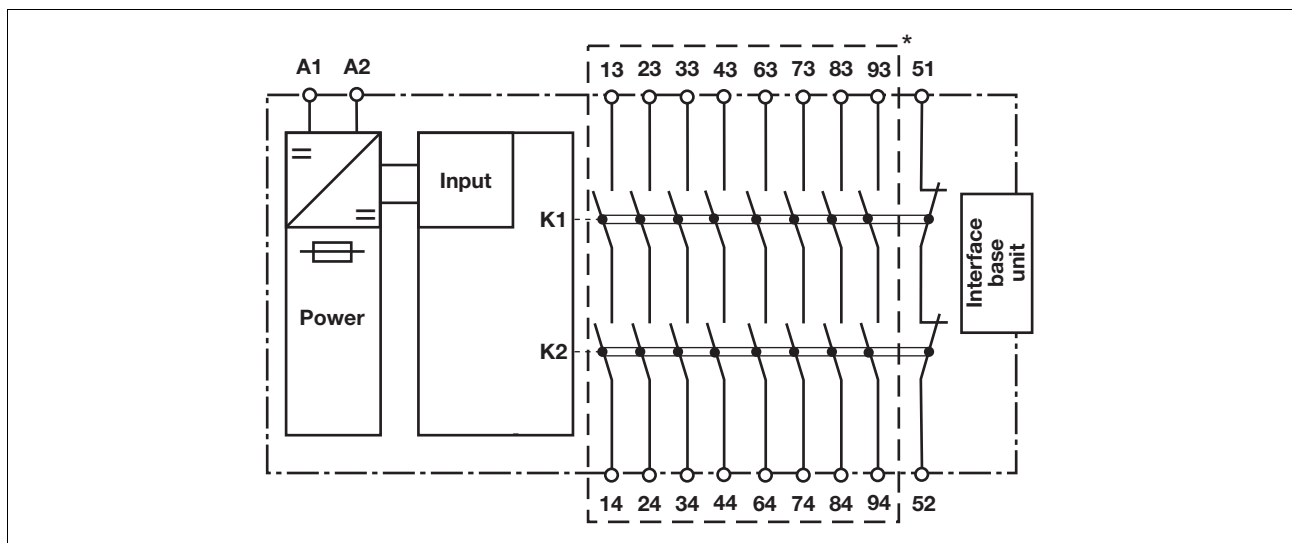 *
A1 A2 13 23 33 43 63 73 83 93 51
Input
K1
Interface
base
unit
Power
K2
14 24 34 44 64 74 84 94 52